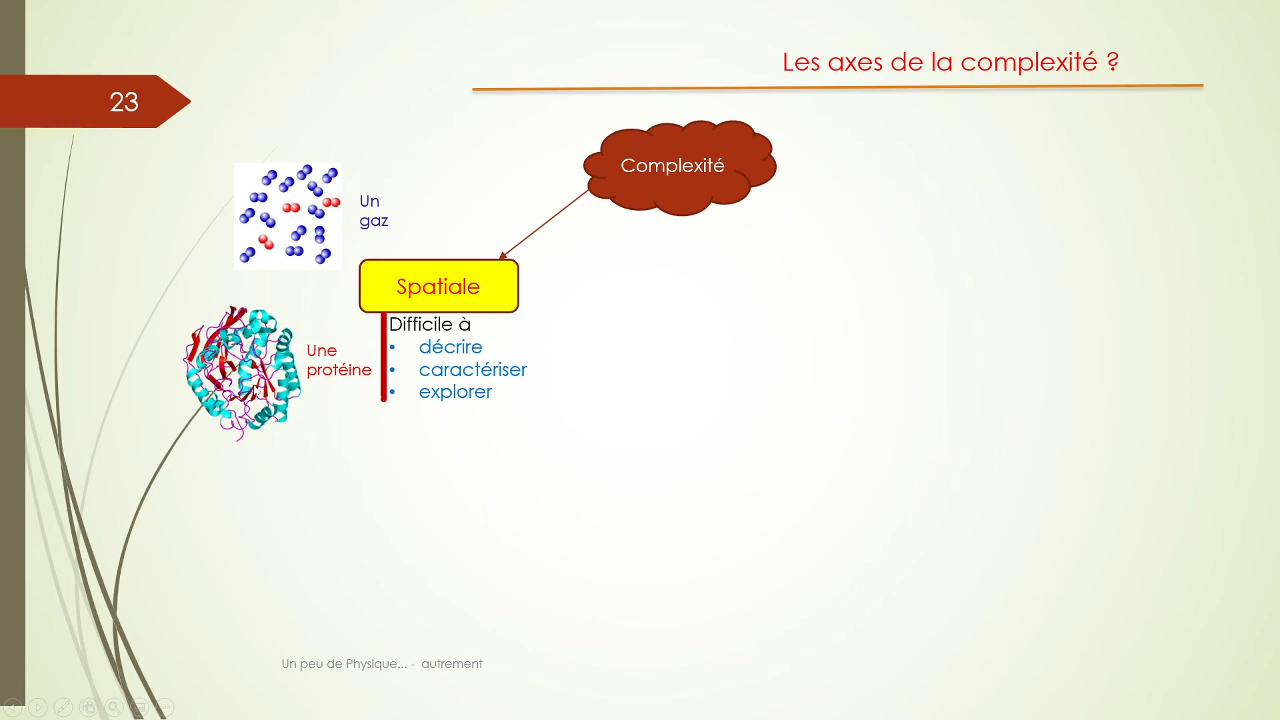 Les axes de la complexité ?
23
Complexité
Un
gaz
Spatiale
Difficile à
• décrire
• caractériser
• explorer
Une
protéine
Un peu de Physique... - autrement